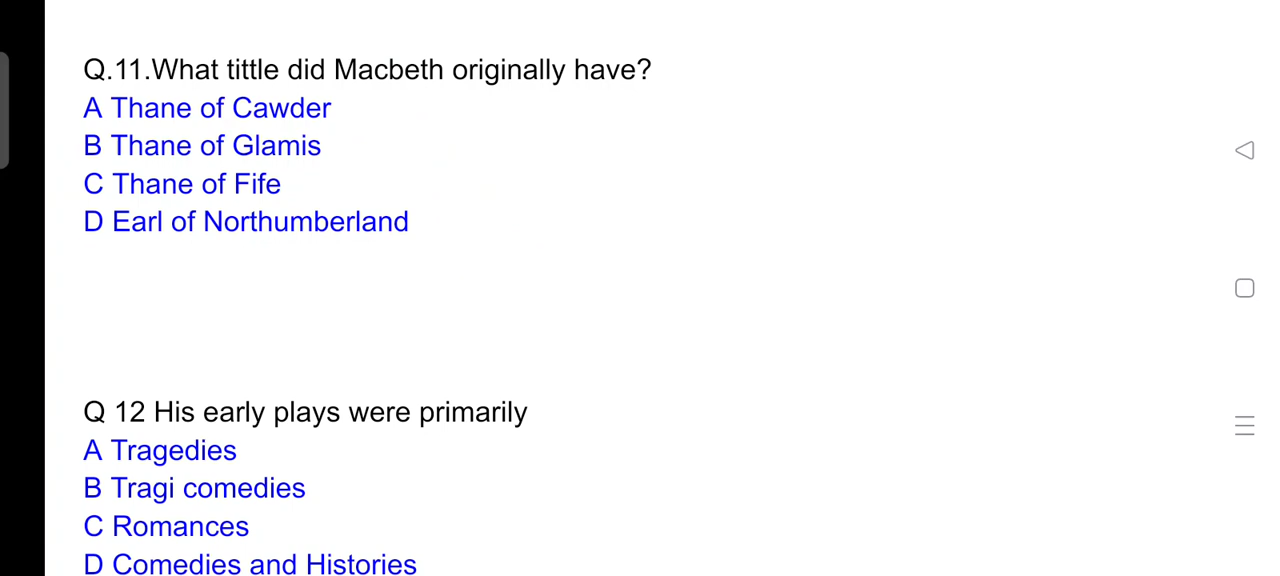 Q.11.What tittle did Macbeth originally have?
A Thane of Cawder
B Thane of Glamis
C Thane of Fife
D Earl of Northumberland
Q 12 His early plays were primarily
A Tragedies
B Tragi comedies
C Romances
D Comedies and Histories